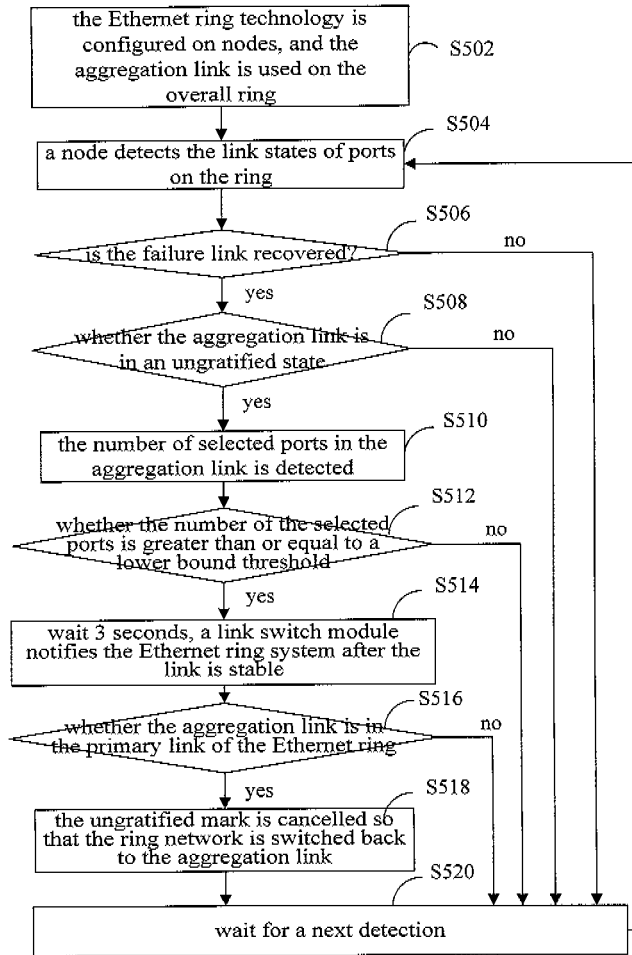 the Ethernet ring technology is
configured on nodes, and the
aggregation link is used on the
overall ring
S502
S504
a node detects the link states of ports
on the ring
S506
is the failure link recovered?
no
yes
S508
whether the aggregation link is
in an ungratified state
no
yes
S510
the number of selected ports in the
aggregation link is detected
S512
whether the number of the selected
ports is greater than or equal to a
lower bound threshold
no
yes
S514
wait 3 seconds, a link switch module
notifies the Ethernet ring system after the
link is stable
S516
whether the aggregation link is in
the primary link of the Ethernet ring
no
yes
S518
the ungratified mark is cancelled so
that the ring network is switched back
to the aggregation link
S520
wait for a next detection